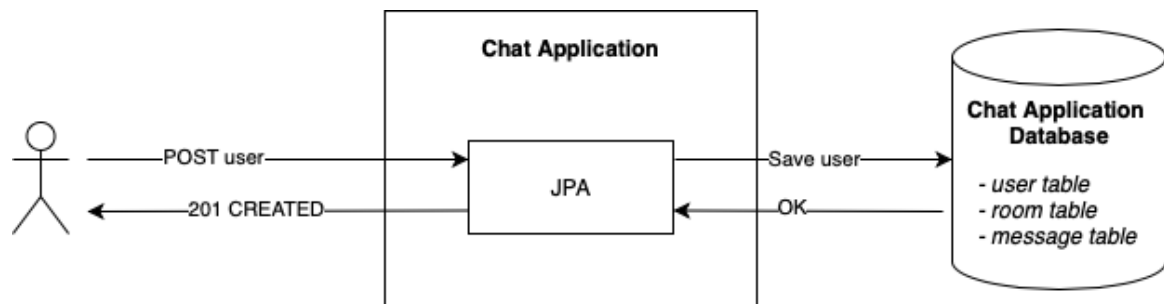 Chat Application
POST user
201 CREATED
JPA
Save user
OK
Chat Application
Database
- user table
- room table
- message table